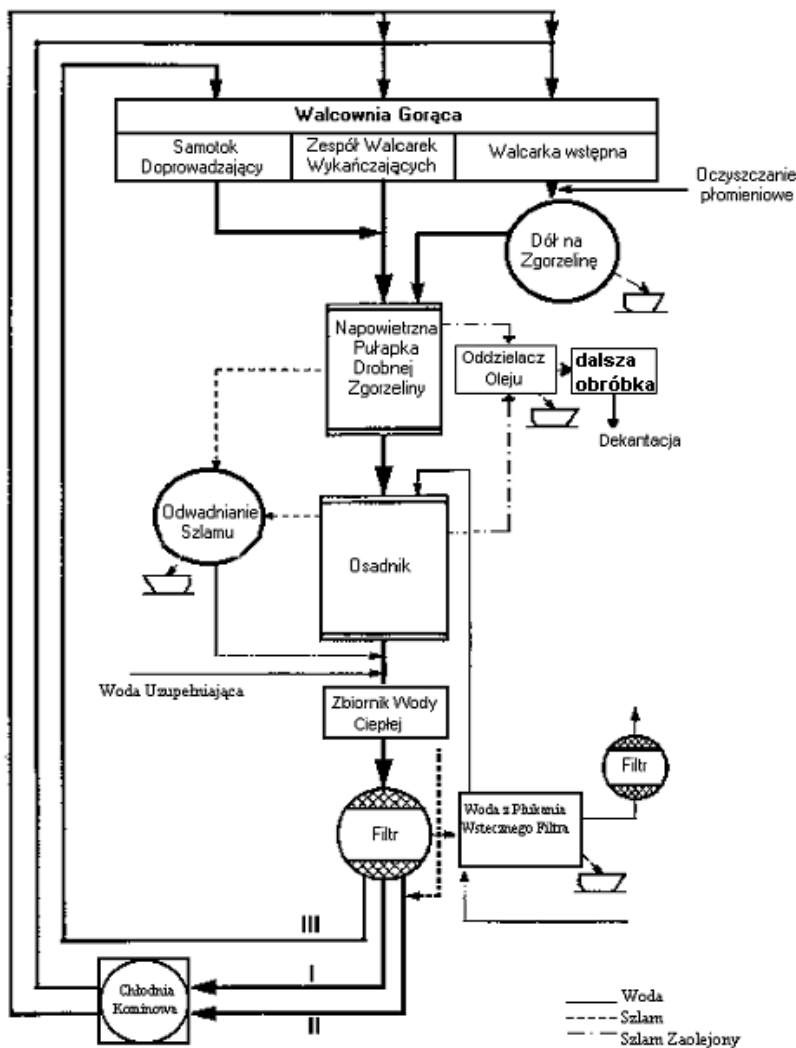 Walcownia Gorąca
Samotok
Doprowadzający
Zespół Walcarek
Wykańczających
Walcarka wstępna
Oczyszczanie
płomieniowe
Dół na
Zgorzelinę
Napowietrzna
Pułapka
Drobnej
Zgorzeliny
Oddzielacz
Oleju
dalsza
obróbka
Dekantacja
Odwadnianie
Szlamu
Osadnik
Woda Uzupełniająca
Zbiornik Wody
Ciepłej
Filtr
Filtr
Woda z Płukania
Wstecznego Filtra
III
I
II
Chłodnia
Kominowa
Woda
Szlam
Szlam Zaolejony